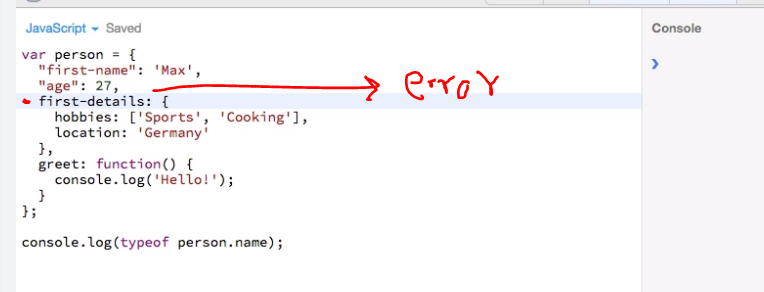 JavaScript Saved
Console
var person = {
"first-name": 'Max',
"age": 27,
error
first-details: {
hobbies: ['Sports', 'Cooking'],
location: 'Germany'
},
greet: function() {
console.log('Hello!');
}
};
console.log(typeof person.name);